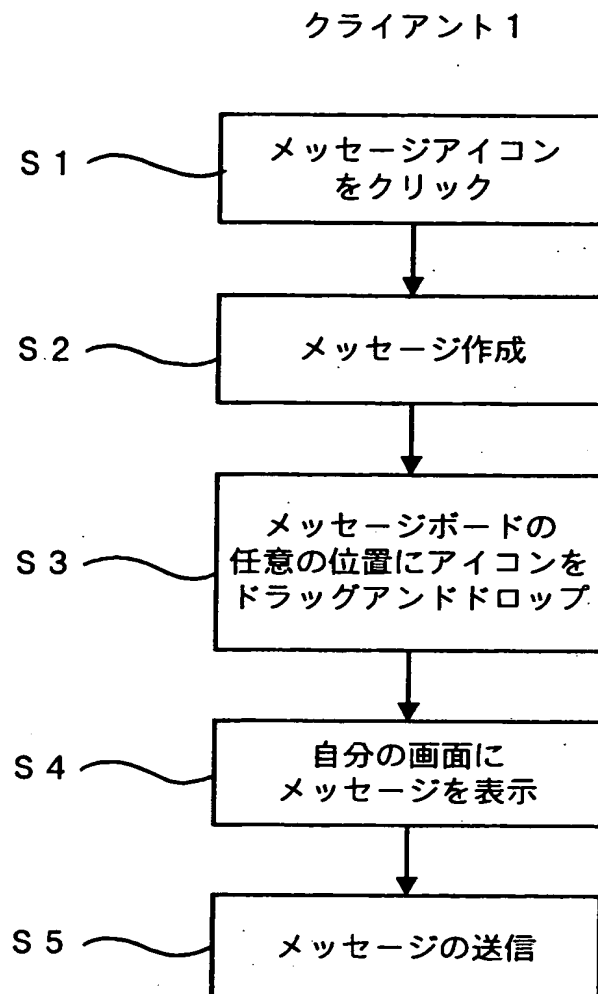 クライアント1
S1
メッセージアイコン
をクリック
S2
メッセージ作成
S3
メッセージボードの
任意の位置にアイコンを
ドラッグアンドドロップ
S4
自分の画面に
メッセージを表示
S5
メッセージの送信